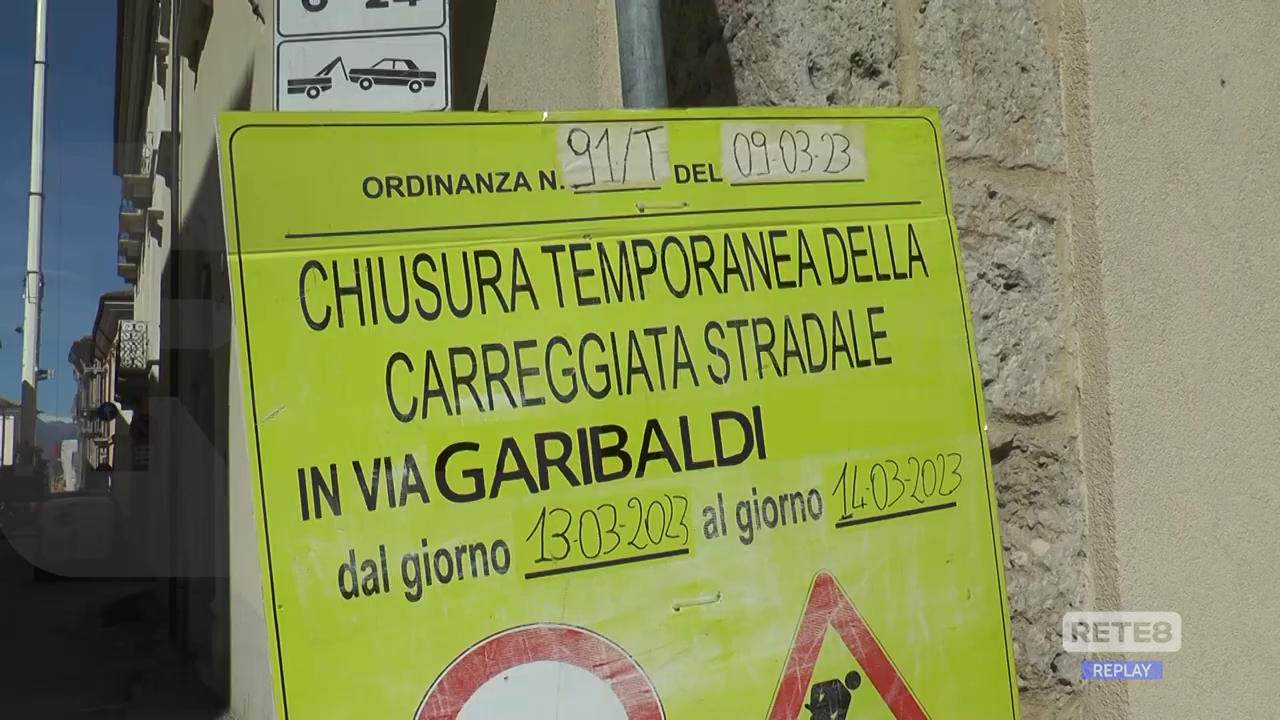 ORDINANZA N. 91/T DEL 09-03-23
CHIUSURA TEMPORANEA DELLA
CARREGGIATA STRADALE
IN VIA GARIBALDI
dal giorno 13-03-2023 al giorno 14-03-2023
RETE8
REPLAY